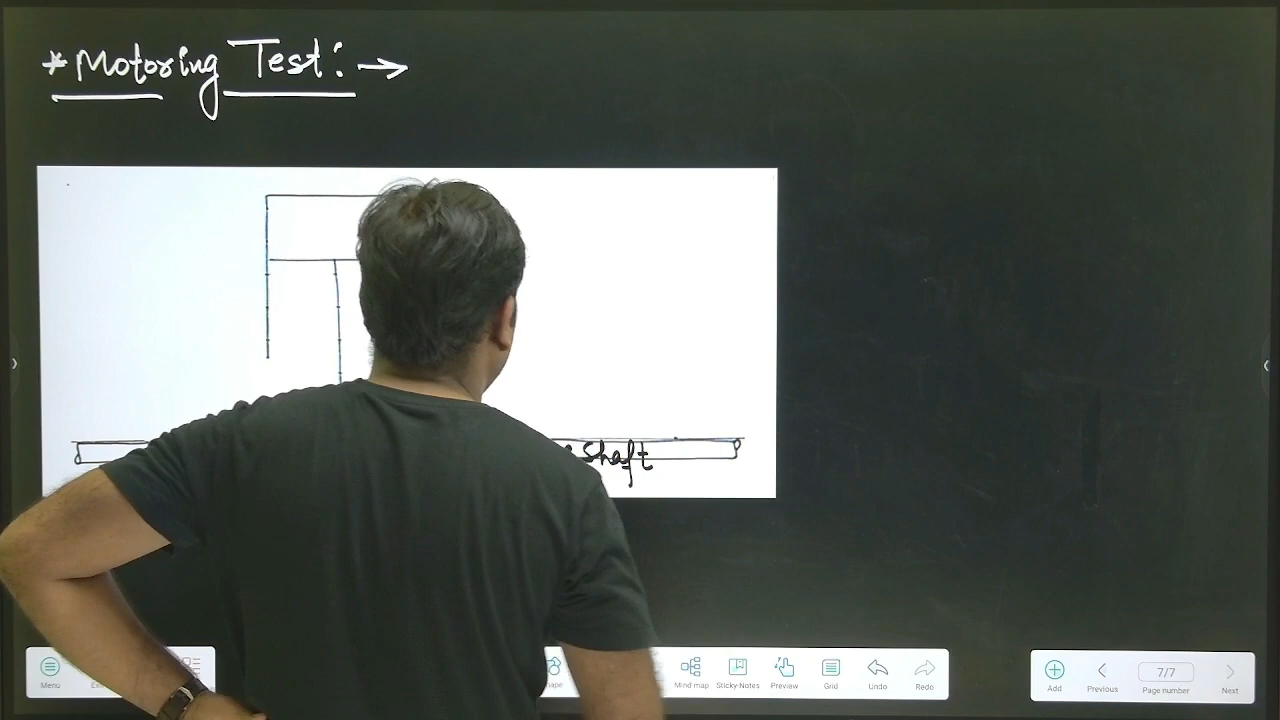 *Motoring Test:→
Shaft
Menu
Mind map Sticky-Notes Preview Grid Undo Redo
Add Previous 7/7 Page number Next